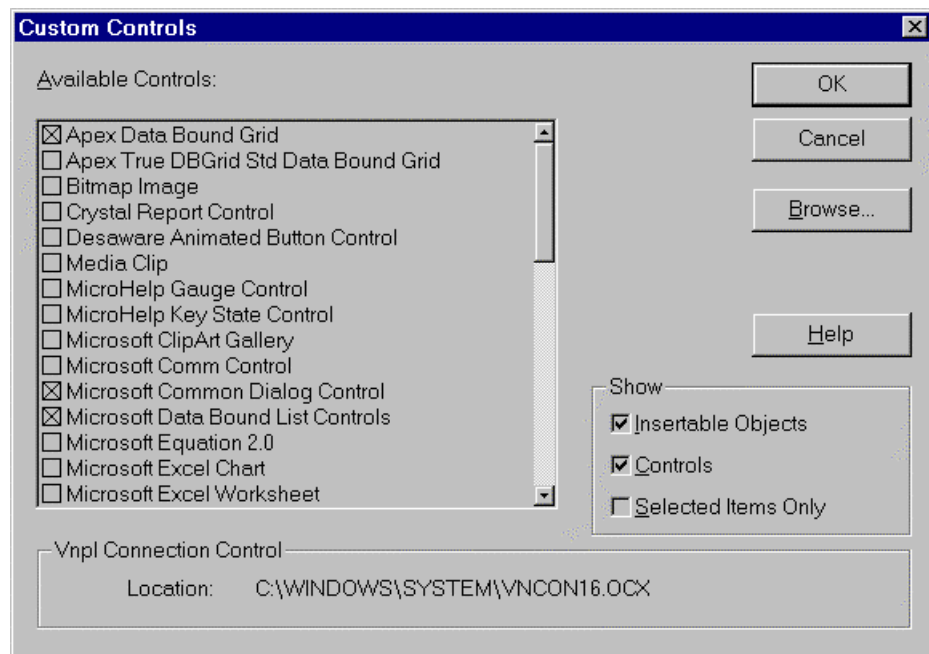 Custom Controls
Available Controls:
Apex Data Bound Grid
Apex True DBGrid Std Data Bound Grid
Bitmap Image
Crystal Report Control
Desaware Animated Button Control
Media Clip
MicroHelp Gauge Control
MicroHelp Key State Control
Microsoft ClipArt Gallery
Microsoft Comm Control
Microsoft Common Dialog Control
Microsoft Data Bound List Controls
Microsoft Equation 2.0
Microsoft Excel Chart
Microsoft Excel Worksheet
OK
Cancel
Browse...
Help
Show
Insertable Objects
Controls
Selected Items Only
Vnpl Connection Control
Location: C:\WINDOWS\SYSTEM\VNCON16.OCX